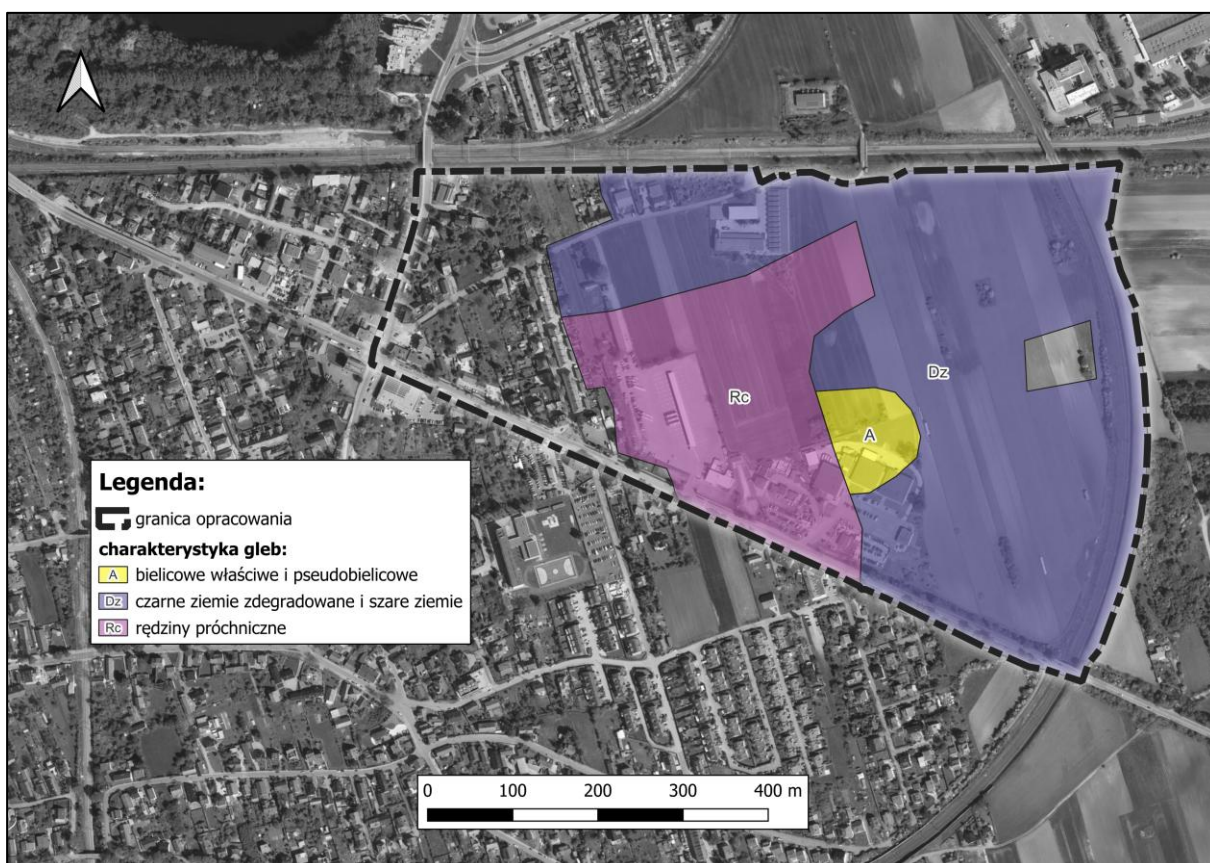 Rc
Dz
A
Legenda:
granica opracowania
charakterystyka gleb:
A bielicowe właściwe i pseudobielicowe
Dz czarne ziemie zdegradowane i szare ziemie
Rc rędziny próchniczne
0 100 200 300 400 m